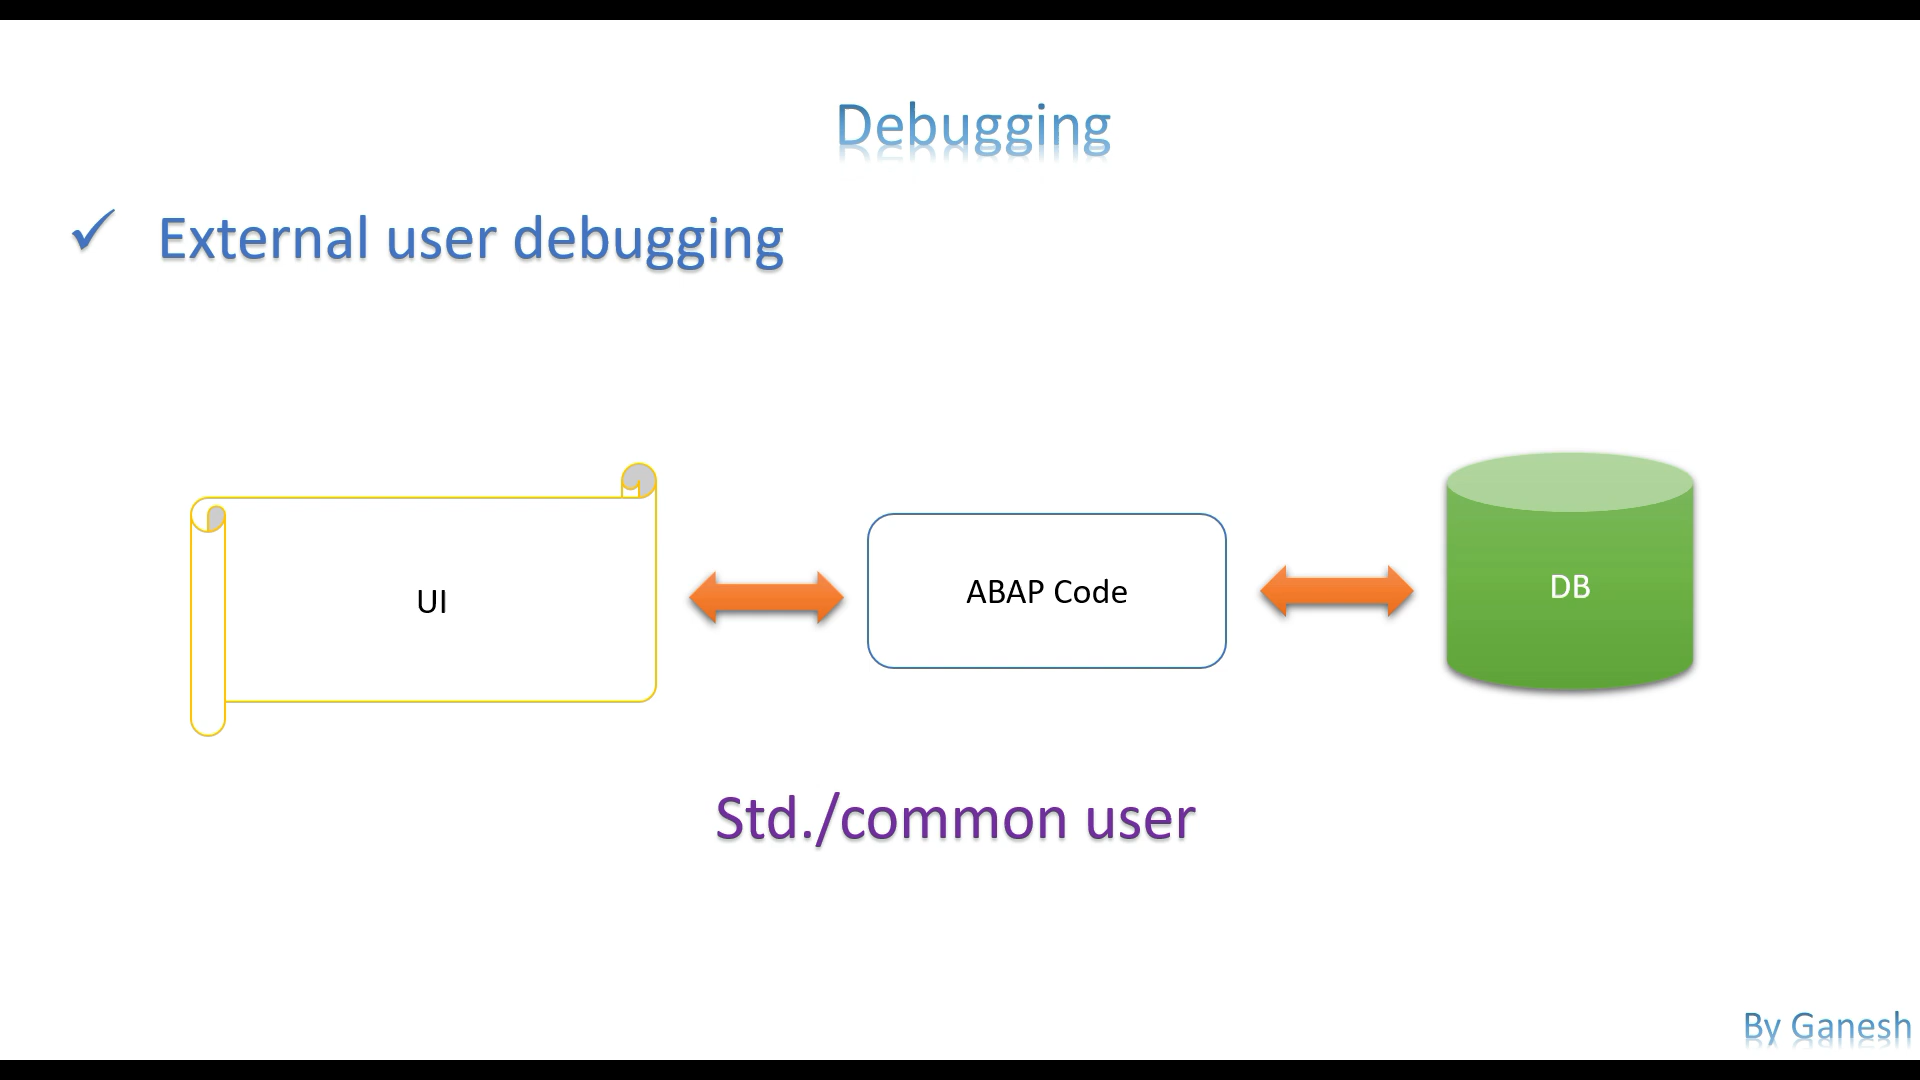 Debugging
✓ External user debugging
UI
ABAP Code
DB
Std./common user
By Ganesh